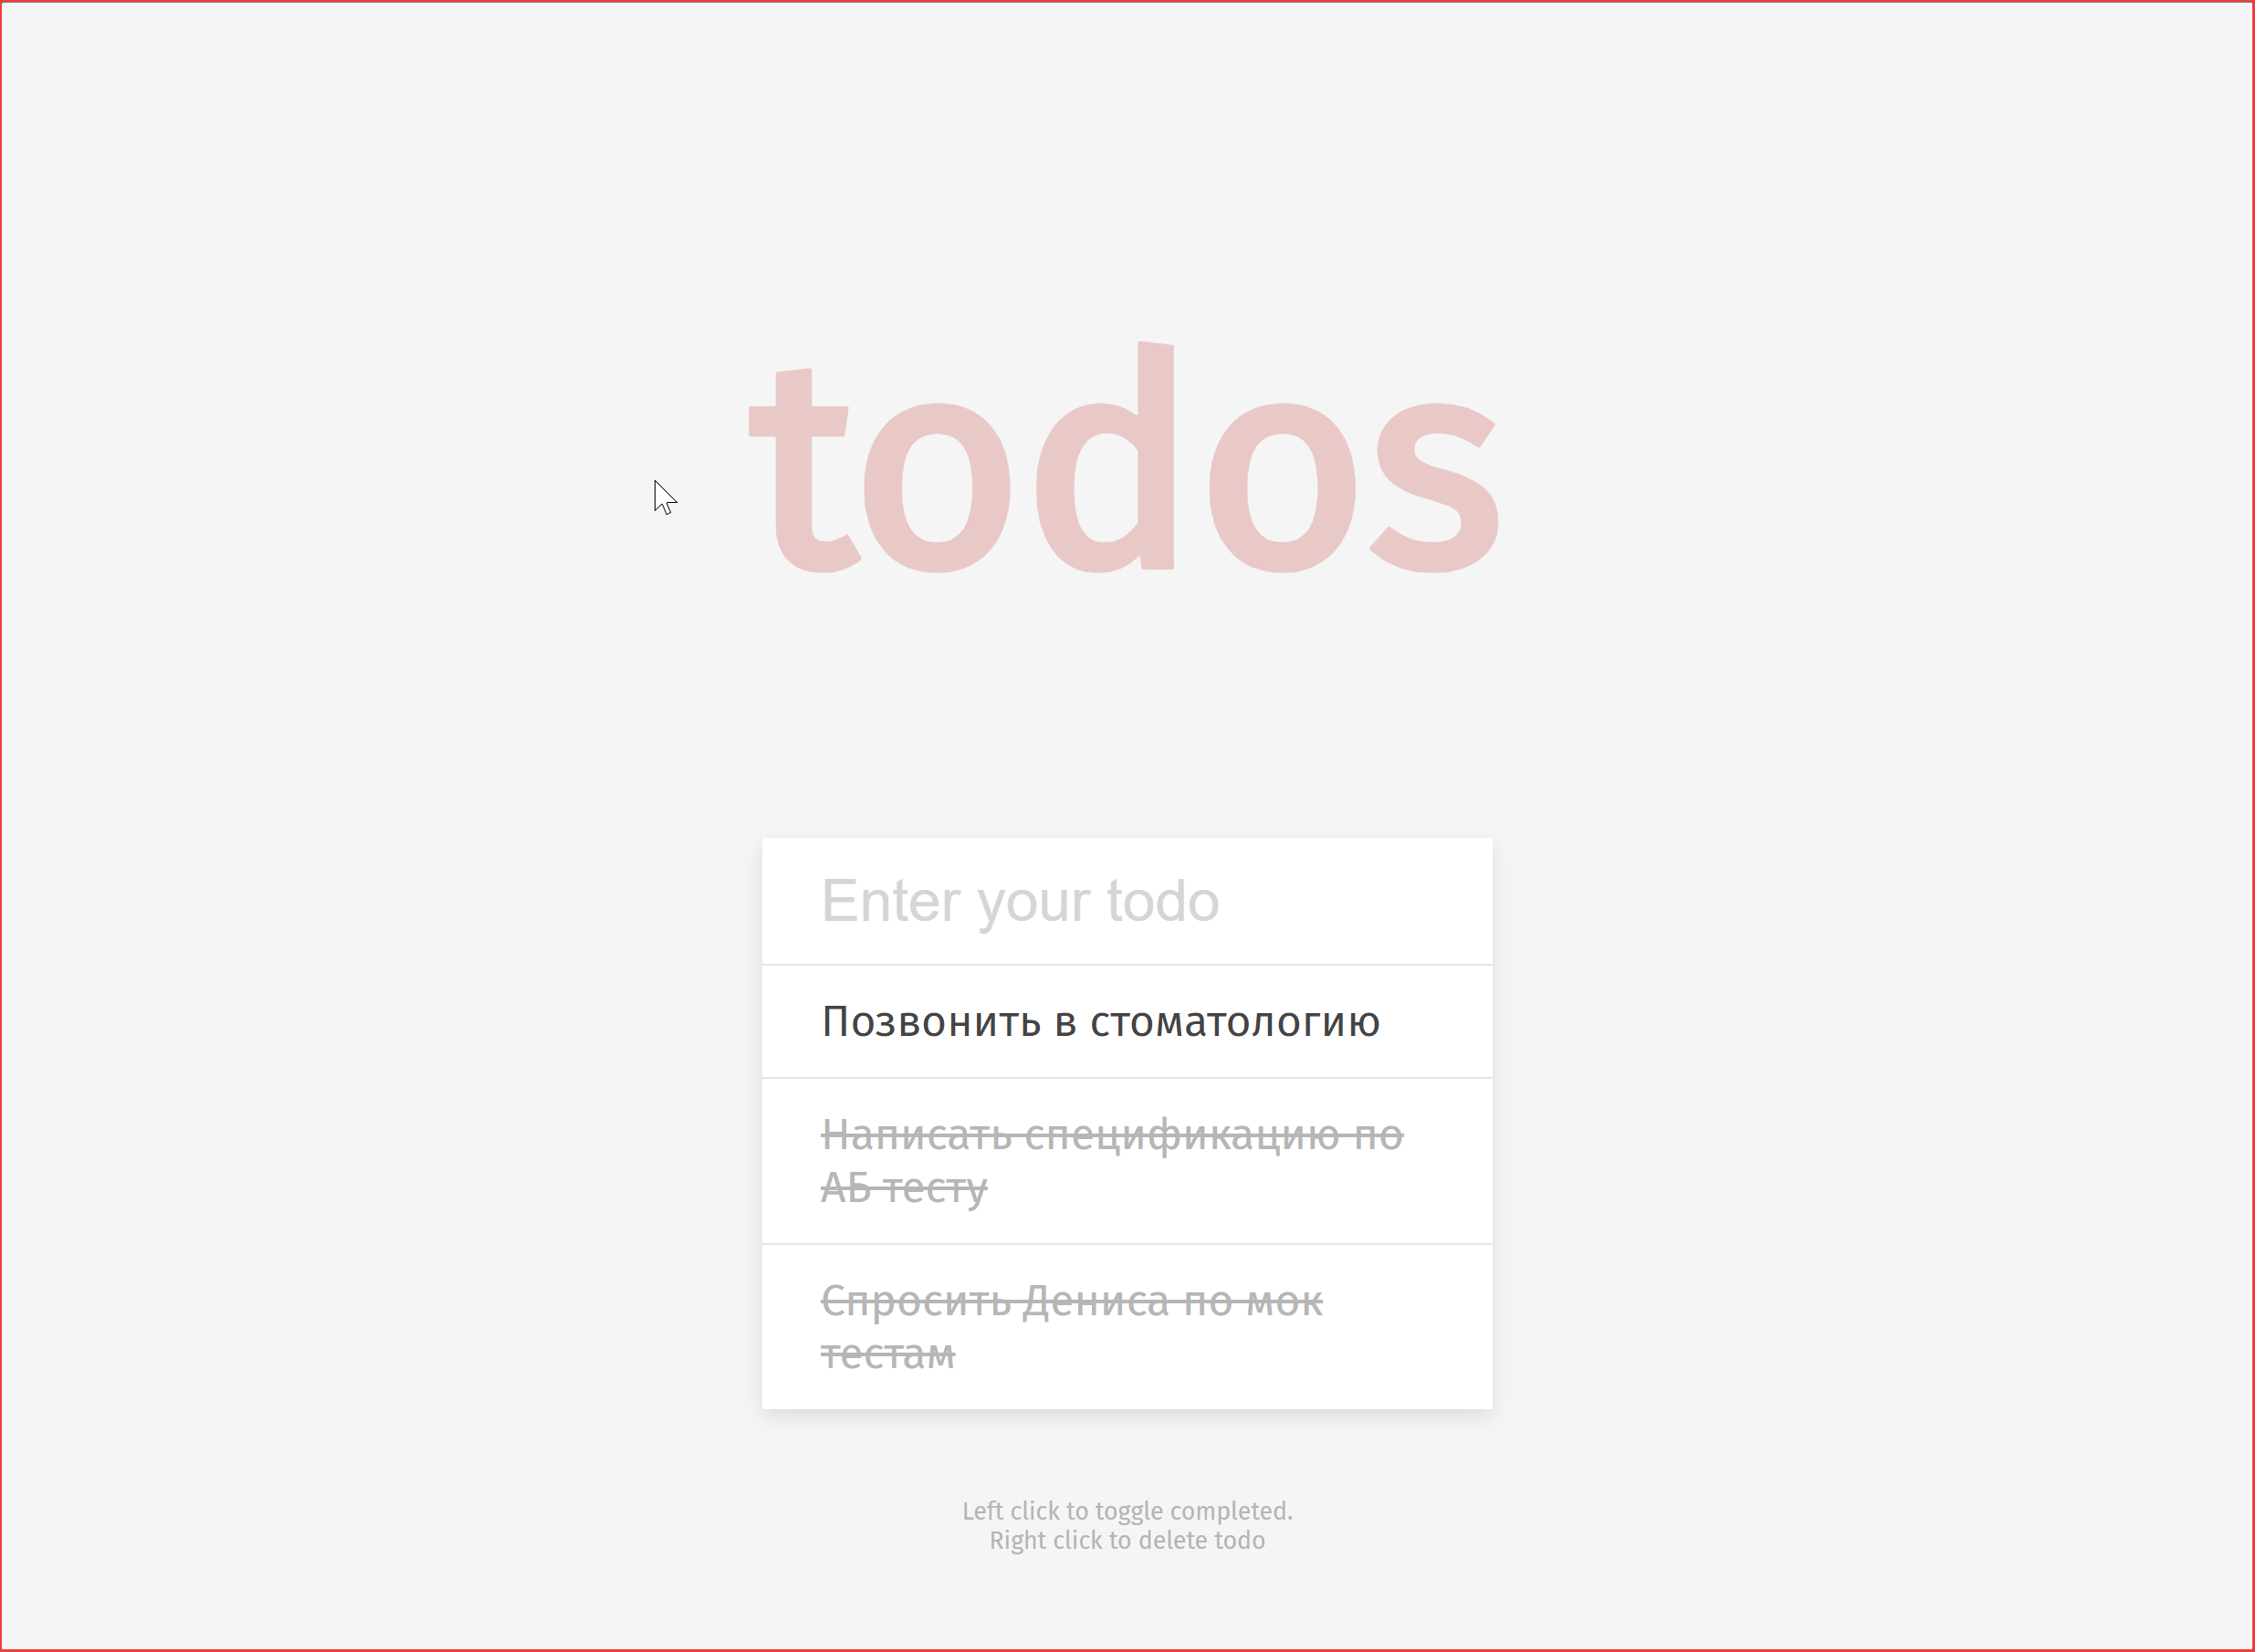 todos
Enter your todo
Позвонить в стоматологию
Написать спецификацию по
АБ тесту
Спросить Дениса по мок
тестам
Left click to toggle completed.
Right click to delete todo